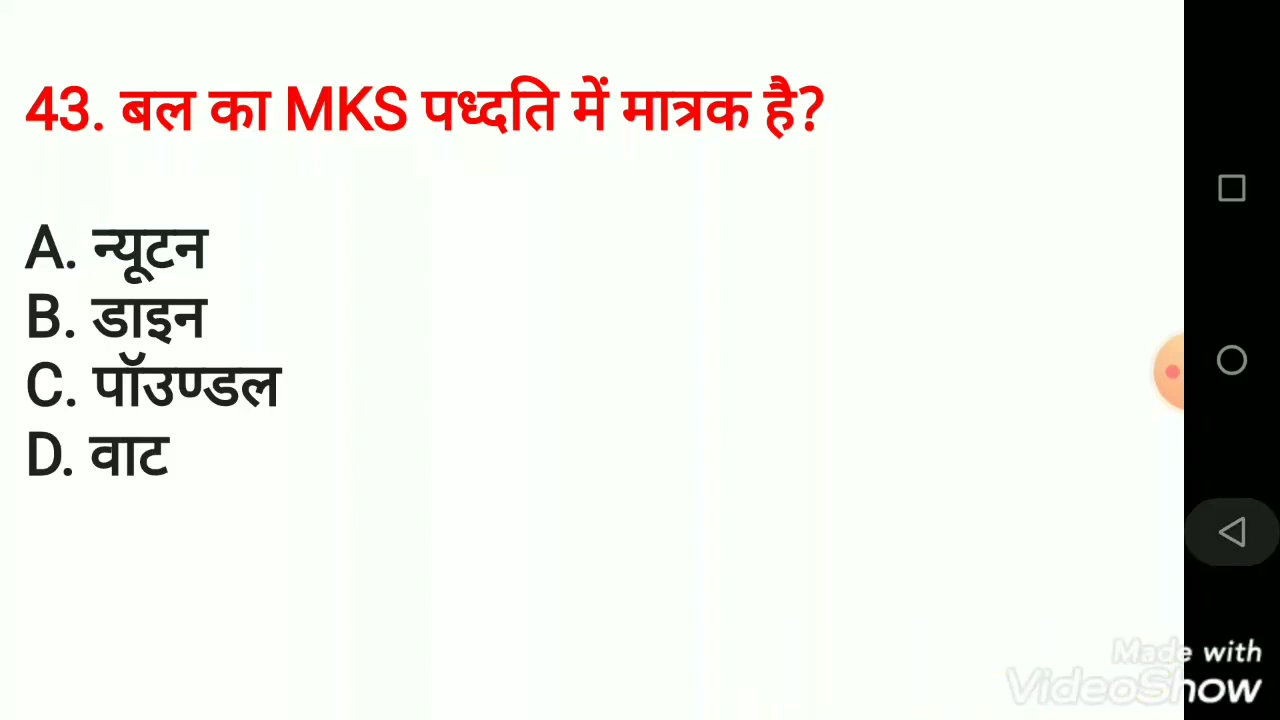 43. बल का MKS पध्दति में मात्रक है?
A. न्यूटन
B. डाइन
C. पॉउण्डल
D. वाट
Made with
VideoShow